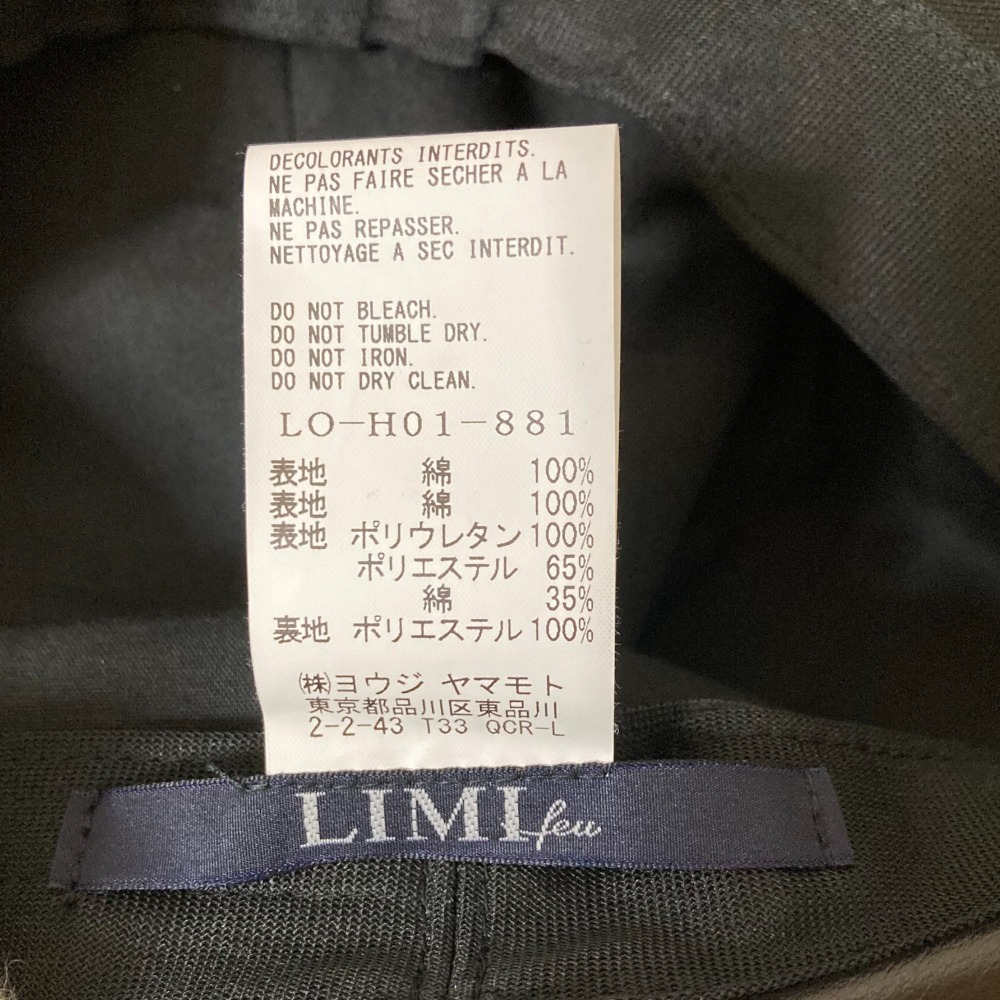 DECOLORANTS INTERDITS.
NE PAS FAIRE SECHER A LA
MACHINE.
NE PAS REPASSER.
NETTOYAGE A SEC INTERDIT.
DO NOT BLEACH.
DO NOT TUMBLE DRY.
DO NOT IRON.
DO NOT DRY CLEAN.
LO-H01-881
表地 綿 100%
表地 綿 100%
表地 ポリウレタン 100%
ポリエステル 65%
綿 35%
裏地 ポリエステル 100%
㈱ヨウジ ヤマモト
東京都品川区東品川
2-2-43 T33 QCR-L
LIMI feu